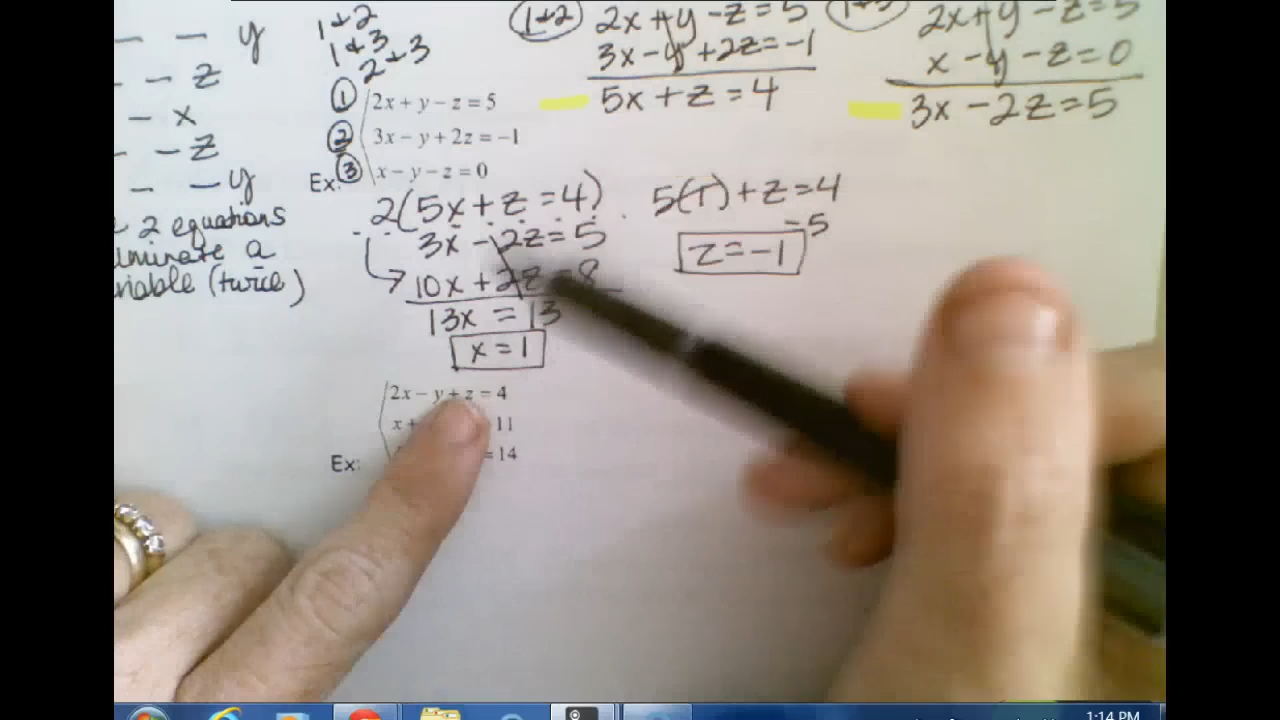 — — y
— — z
— x
— — z
— — y
2 equations
a
(twice)
1+2
1+3
2+3
① 2x + y − z = 5
② 3x − y + 2z = −1
③ x − y − z = 0
Ex:
1+2
2x + y − z = 5
3x − y + 2z = −1
5x + z = 4
2x + y − z = 5
x − y − z = 0
3x − 2z = 5
2(5x + z = 4)
3x − 2z = 5
10x + 2z = 8
13x = 13
x = 1
5(1) + z = 4
−5
z = −1
2x − y + z = 4
x + 11
= 14
Ex:
1:14 PM